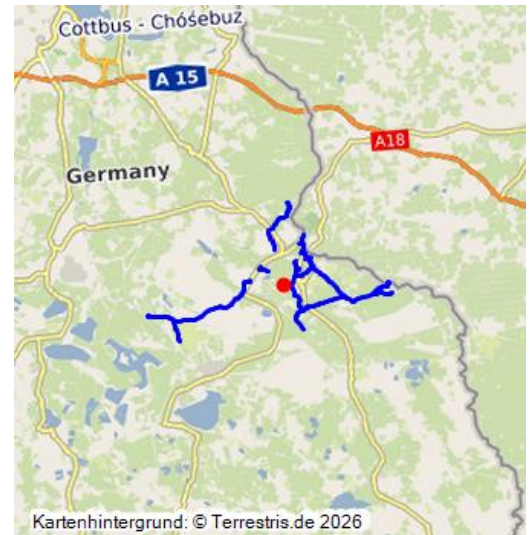 Cottbus - Chóśebuz
A 15
A18
Germany
Kartenhintergrund: © Terrestris.de 2026